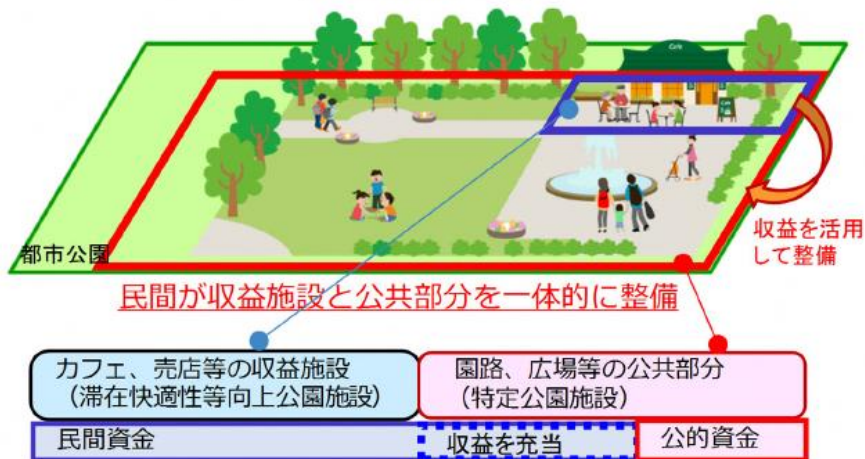 Cafe
都市公園
収益を活用
して整備
民間が収益施設と公共部分を一体的に整備
カフェ、売店等の収益施設
（滞在快適性等向上公園施設）
園路、広場等の公共部分
（特定公園施設）
民間資金
収益を充当
公的資金